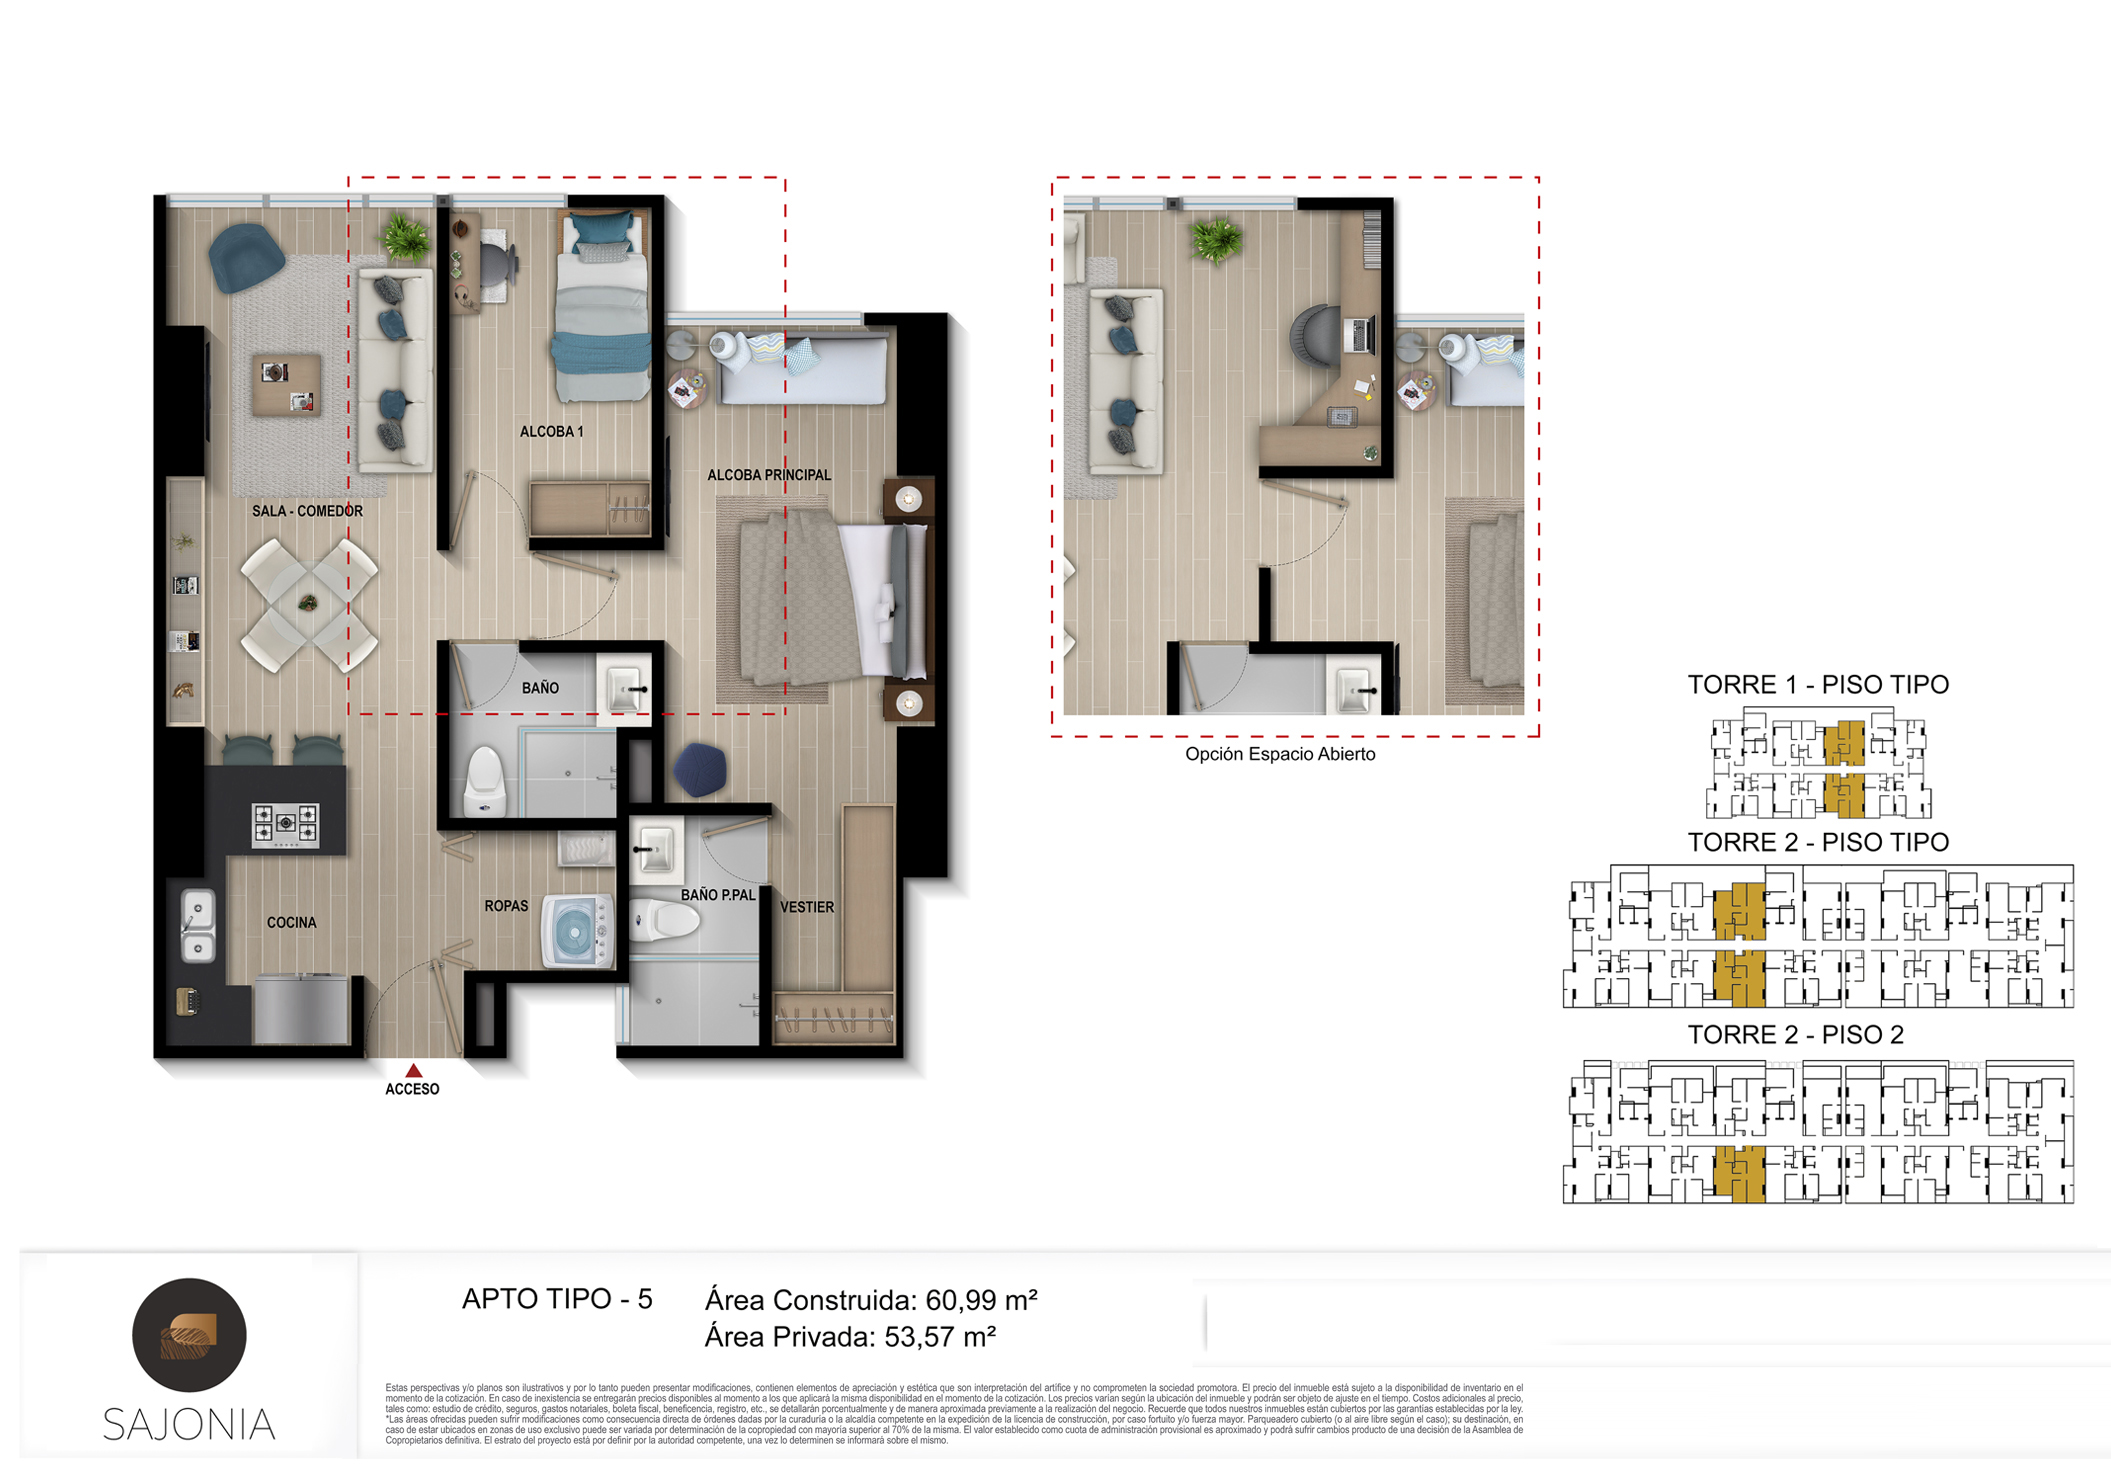 ALCOBA 1
ALCOBA PRINCIPAL
SALA - COMEDOR
BAÑO
COCINA
ROPAS
BAÑO P.PAL
VESTIER
ACCESO
Opción Espacio Abierto
TORRE 1 - PISO TIPO
TORRE 2 - PISO TIPO
TORRE 2 - PISO 2
SAJONIA
APTO TIPO - 5
Área Construida: 60,99 m²
Área Privada: 53,57 m²
Estas perspectivas y/o planos son ilustrativos y por lo tanto pueden presentar modificaciones, contienen elementos de apreciación y estética que son interpretación del artífice y no comprometen la sociedad promotora. El precio del inmueble está sujeto a la disponibilidad de inventario en el
momento de la cotización. En caso de inexistencia se entregarán precios disponibles al momento a los que aplicará la misma disponibilidad en el momento de la cotización. Los precios varían según la ubicación del inmueble y podrán ser objeto de ajuste en el tiempo. Costos adicionales al precio,
tales como: estudio de crédito, seguros, gastos notariales, boleta fiscal, beneficencia, registro, etc., se detallarán porcentualmente y de manera aproximada previamente a la realización del negocio. Recuerde que todos nuestros inmuebles están cubiertos por las garantías establecidas por la ley.
*Las áreas ofrecidas pueden sufrir modificaciones como consecuencia directa de órdenes dadas por la curaduría o la alcaldía competente en la expedición de la licencia de construcción, por caso fortuito y/o fuerza mayor. Parqueadero cubierto (o al aire libre según el caso); su destinación, en
caso de estar ubicados en zonas de uso exclusivo puede ser variada por determinación de la copropiedad con mayoría superior al 70% de la misma. El valor establecido como cuota de administración provisional es aproximado y podrá sufrir cambios producto de una decisión de la Asamblea de
Copropietarios definitiva. El estrato del proyecto está por definir por la autoridad competente, una vez lo determinen se informará sobre el mismo.